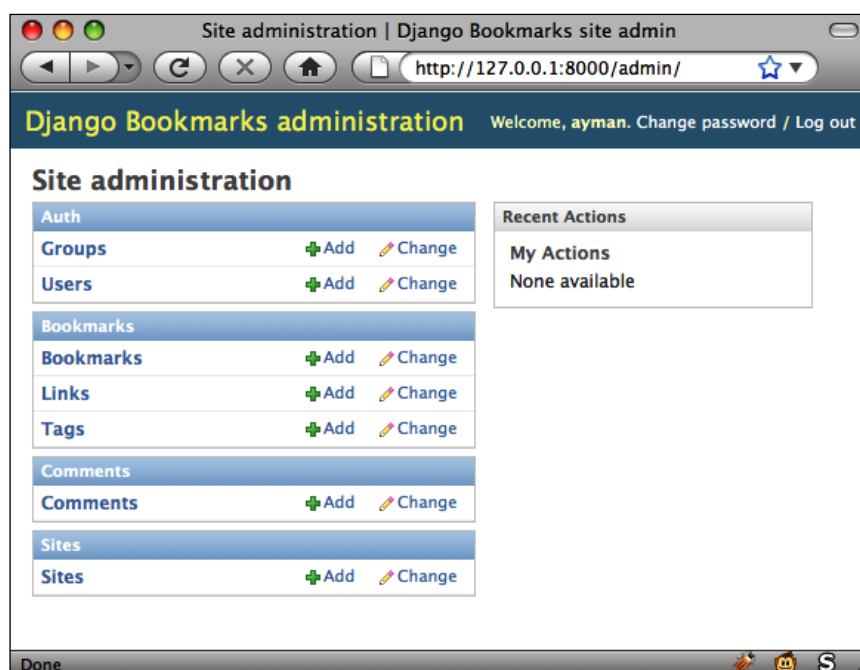 Site administration | Django Bookmarks site admin
http://127.0.0.1:8000/admin/
Django Bookmarks administration
Welcome, ayman. Change password / Log out
Site administration
Auth
Groups Add Change
Users Add Change
Bookmarks
Bookmarks Add Change
Links Add Change
Tags Add Change
Comments
Comments Add Change
Sites
Sites Add Change
Recent Actions
My Actions
None available
Done
S